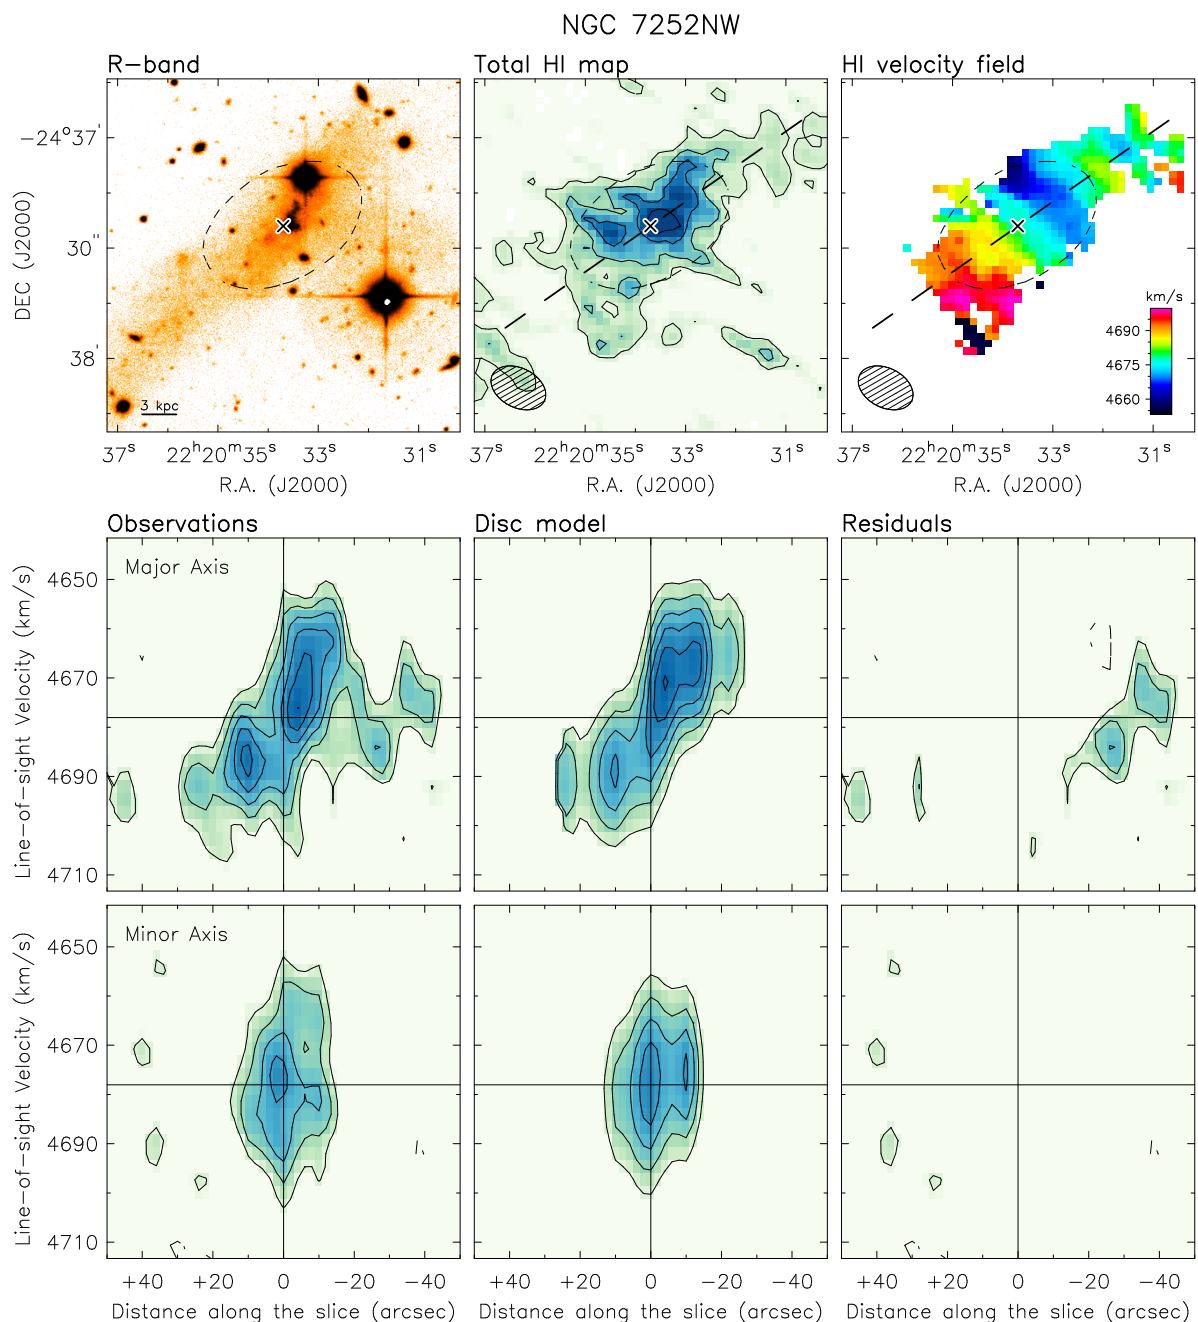 NGC 7252NW
R-band
Total HI map
HI velocity field
DEC (J2000)
-24°37'
30"
38'
3 kpc
km/s
4690
4675
4660
37ˢ 22ʰ20ᵐ35ˢ 33ˢ 31ˢ
37ˢ 22ʰ20ᵐ35ˢ 33ˢ 31ˢ
37ˢ 22ʰ20ᵐ35ˢ 33ˢ 31ˢ
R.A. (J2000)
R.A. (J2000)
R.A. (J2000)
Observations
Disc model
Residuals
Line-of-sight Velocity (km/s)
4650
4670
4690
4710
Major Axis
Line-of-sight Velocity (km/s)
4650
4670
4690
4710
Minor Axis
+40 +20 0 -20 -40
+40 +20 0 -20 -40
+40 +20 0 -20 -40
Distance along the slice (arcsec)
Distance along the slice (arcsec)
Distance along the slice (arcsec)